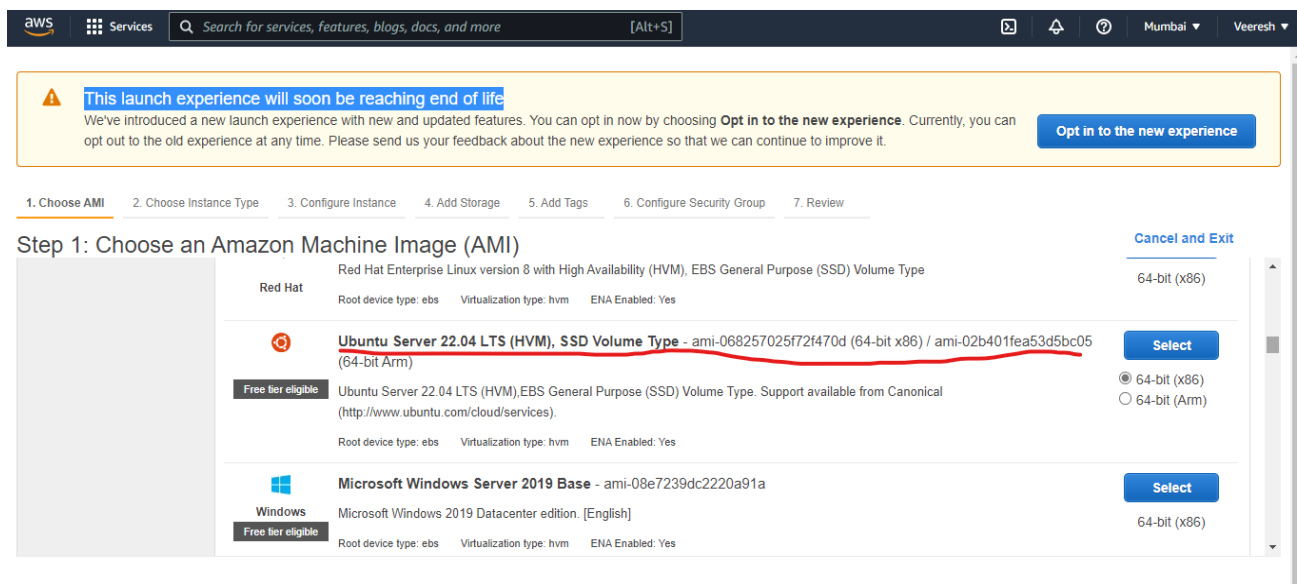 aws Services Search for services, features, blogs, docs, and more [Alt+S] Mumbai Veeresh
This launch experience will soon be reaching end of life
We've introduced a new launch experience with new and updated features. You can opt in now by choosing Opt in to the new experience. Currently, you can
opt out to the old experience at any time. Please send us your feedback about the new experience so that we can continue to improve it.
Opt in to the new experience
1. Choose AMI 2. Choose Instance Type 3. Configure Instance 4. Add Storage 5. Add Tags 6. Configure Security Group 7. Review
Step 1: Choose an Amazon Machine Image (AMI)
Cancel and Exit
Red Hat
Red Hat Enterprise Linux version 8 with High Availability (HVM), EBS General Purpose (SSD) Volume Type
Root device type: ebs Virtualization type: hvm ENA Enabled: Yes
64-bit (x86)
Free tier eligible
Ubuntu Server 22.04 LTS (HVM), SSD Volume Type - ami-068257025f72f470d (64-bit x86) / ami-02b401fea53d5bc05
(64-bit Arm)
Ubuntu Server 22.04 LTS (HVM),EBS General Purpose (SSD) Volume Type. Support available from Canonical
(http://www.ubuntu.com/cloud/services).
Root device type: ebs Virtualization type: hvm ENA Enabled: Yes
Select
64-bit (x86)
64-bit (Arm)
Windows
Free tier eligible
Microsoft Windows Server 2019 Base - ami-08e7239dc2220a91a
Microsoft Windows 2019 Datacenter edition. [English]
Root device type: ebs Virtualization type: hvm ENA Enabled: Yes
Select
64-bit (x86)